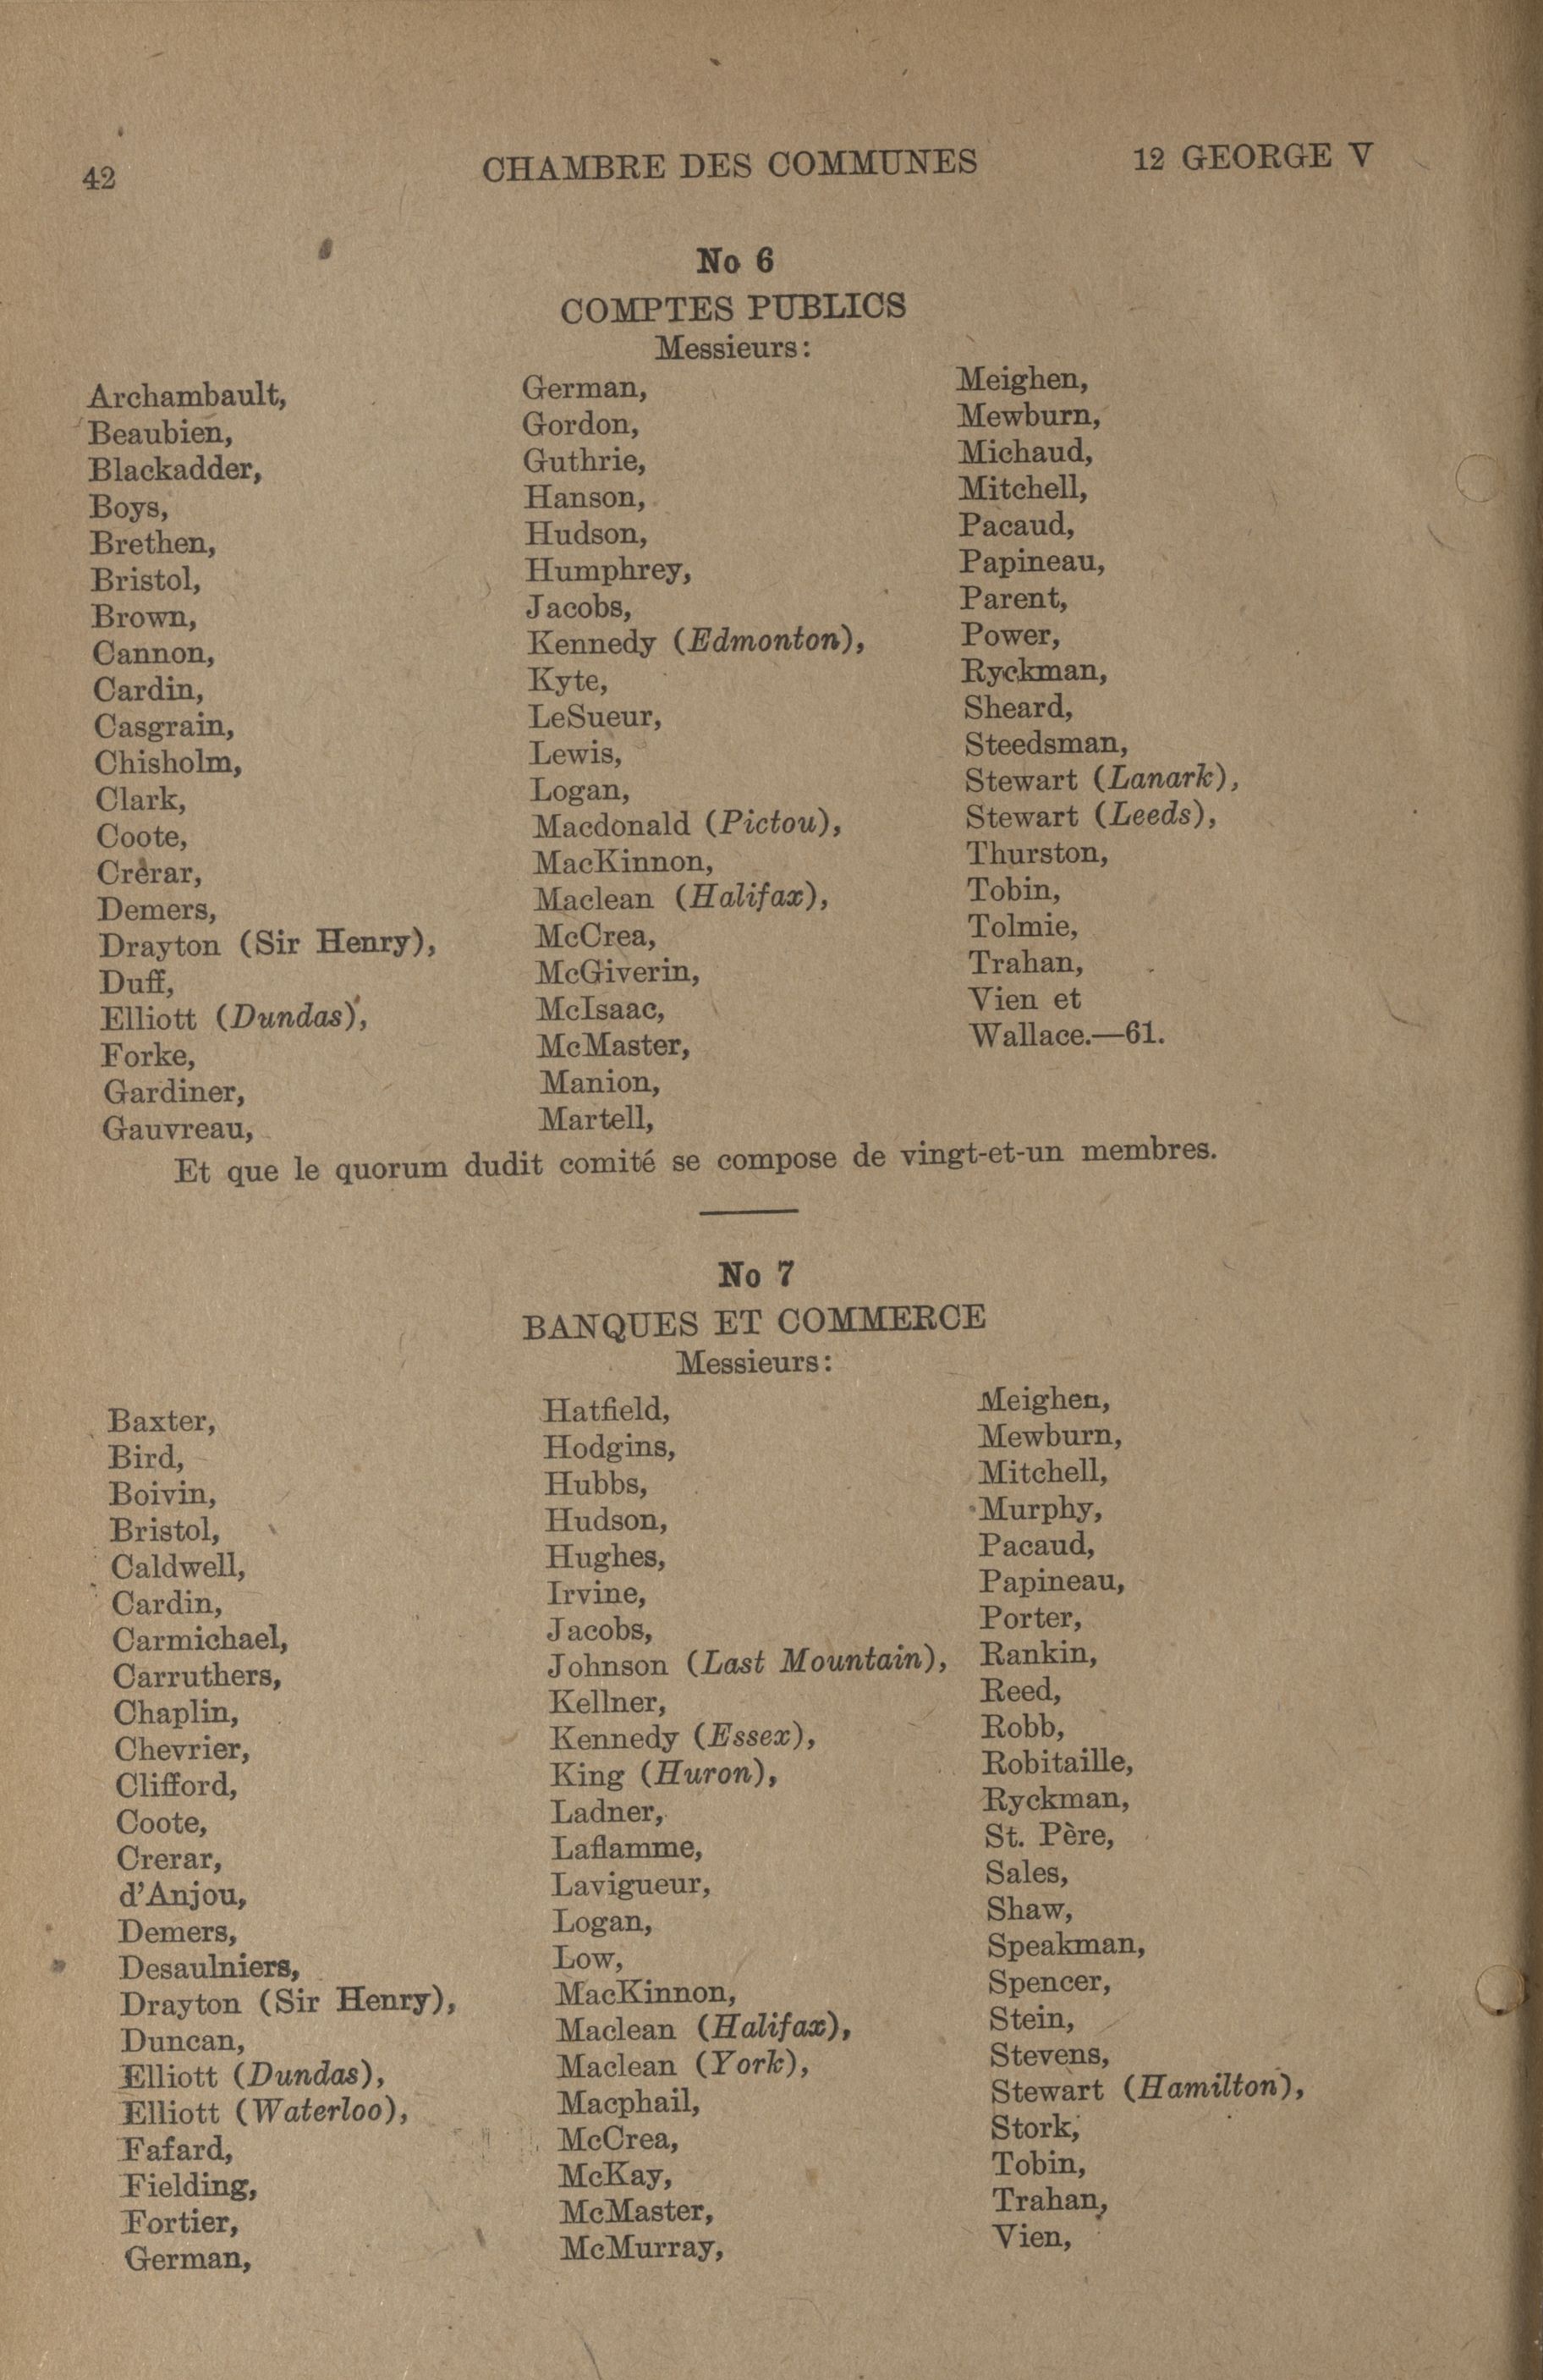 42
CHAMBRE DES COMMUNES
12 GEORGE V
No 6
COMPTES PUBLICS
Messieurs:
Archambault,
Beaubien,
Blackadder,
Boys,
Brethen,
Bristol,
Brown,
Cannon,
Cardin,
Casgrain,
Chisholm,
Clark,
Coote,
Crerar,
Demers,
Drayton (Sir Henry),
Duff,
Elliott (Dundas),
Forke,
Gardiner,
Gauvreau,
German,
Gordon,
Guthrie,
Hanson,
Hudson,
Humphrey,
Jacobs,
Kennedy (Edmonton),
Kyte,
LeSueur,
Lewis,
Logan,
Macdonald (Pictou),
MacKinnon,
Maclean (Halifax),
McCrea,
McGiverin,
McIsaac,
McMaster,
Manion,
Martell,
Meighen,
Mewburn,
Michaud,
Mitchell,
Pacaud,
Papineau,
Parent,
Power,
Ryckman,
Sheard,
Steedsman,
Stewart (Lanark),
Stewart (Leeds),
Thurston,
Tobin,
Tolmie,
Trahan,
Vien et
Wallace.—61.
Et que le quorum dudit comité se compose de vingt-et-un membres.
No 7
BANQUES ET COMMERCE
Messieurs:
Baxter,
Bird,
Boivin,
Bristol,
Caldwell,
Cardin,
Carmichael,
Carruthers,
Chaplin,
Chevrier,
Clifford,
Coote,
Crerar,
d'Anjou,
Demers,
Desaulniers,
Drayton (Sir Henry),
Duncan,
Elliott (Dundas),
Elliott (Waterloo),
Fafard,
Fielding,
Fortier,
German,
Hatfield,
Hodgins,
Hubbs,
Hudson,
Hughes,
Irvine,
Jacobs,
Johnson (Last Mountain),
Kellner,
Kennedy (Essex),
King (Huron),
Ladner,
Laflamme,
Lavigueur,
Logan,
Low,
MacKinnon,
Maclean (Halifax),
Maclean (York),
Macphail,
McCrea,
McKay,
McMaster,
McMurray,
Meighen,
Mewburn,
Mitchell,
Murphy,
Pacaud,
Papineau,
Porter,
Rankin,
Reed,
Robb,
Robitaille,
Ryckman,
St. Père,
Sales,
Shaw,
Speakman,
Spencer,
Stein,
Stevens,
Stewart (Hamilton),
Stork,
Tobin,
Trahan,
Vien,